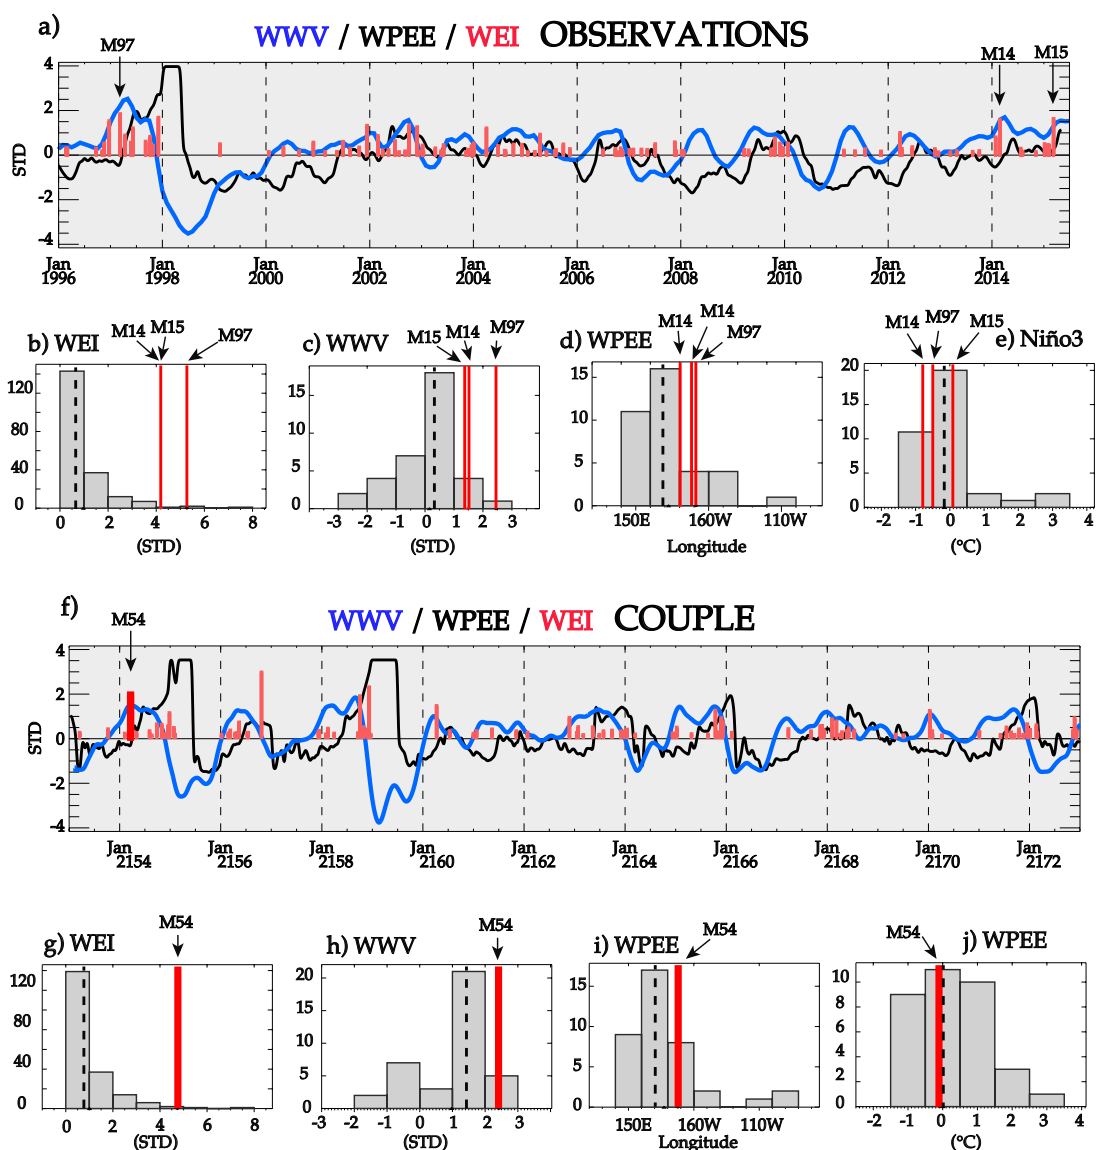 a)
WWV / WPEE / WEI OBSERVATIONS
M97
M14
M15
4
2
0
-2
-4
STD
Jan 1996
Jan 1998
Jan 2000
Jan 2002
Jan 2004
Jan 2006
Jan 2008
Jan 2010
Jan 2012
Jan 2014
b) WEI
M14
M15
M97
120
80
40
0
0 2 4 6 8
(STD)
c) WWV
M15
M14
M97
15
10
5
0
-3 -2 -1 0 1 2 3
(STD)
d) WPEE
M14
M14
M97
15
10
5
0
150E 160W 110W
Longitude
e) Niño3
M14
M97
M15
20
15
10
5
0
-2 -1 0 1 2 3 4
(°C)
f)
WWV / WPEE / WEI COUPLE
M54
4
2
0
-2
-4
STD
Jan 2154
Jan 2156
Jan 2158
Jan 2160
Jan 2162
Jan 2164
Jan 2166
Jan 2168
Jan 2170
Jan 2172
g) WEI
M54
120
80
40
0
0 2 4 6 8
(STD)
h) WWV
M54
20
15
10
5
0
-3 -2 -1 0 1 2 3
(STD)
i) WPEE
M54
15
10
5
0
150E 160W 110W
Longitude
j) WPEE
M54
10
8
6
4
2
0
-2 -1 0 1 2 3 4
(°C)